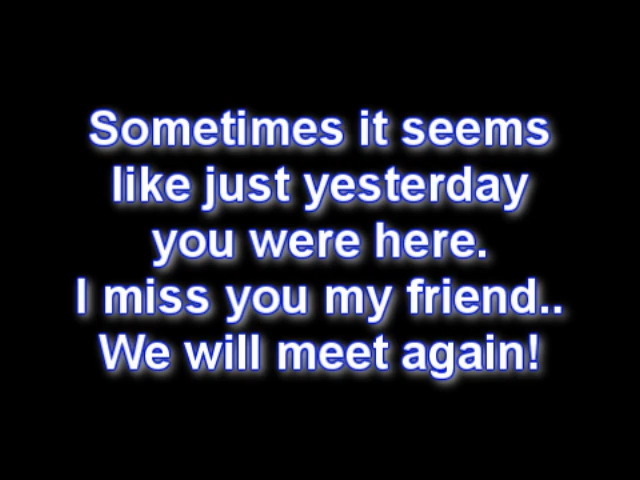 Sometimes it seems
like just yesterday
you were here.
I miss you my friend..
We will meet again!